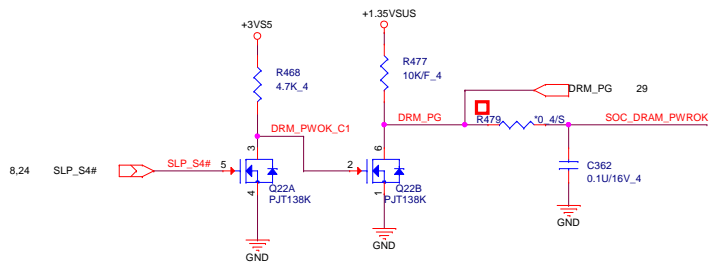 +3VS5
+1.35VSUS
R468
4.7K_4
R477
10K/F_4
DRM_PG 29
DRM_PWOK_C1
DRM_PG
R479
*0_4/S
SOC_DRAM_PWROK
3
6
8,24 SLP_S4#
SLP_S4#
5
2
C362
0.1U/16V_4
4
Q22A
PJT138K
1
Q22B
PJT138K
GND
GND
GND